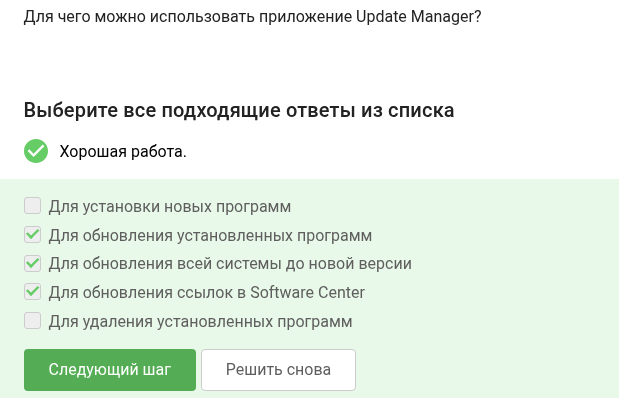 Для чего можно использовать приложение Update Manager?
Выберите все подходящие ответы из списка
Хорошая работа.
Для установки новых программ
Для обновления установленных программ
Для обновления всей системы до новой версии
Для обновления ссылок в Software Center
Для удаления установленных программ
Следующий шаг
Решить снова